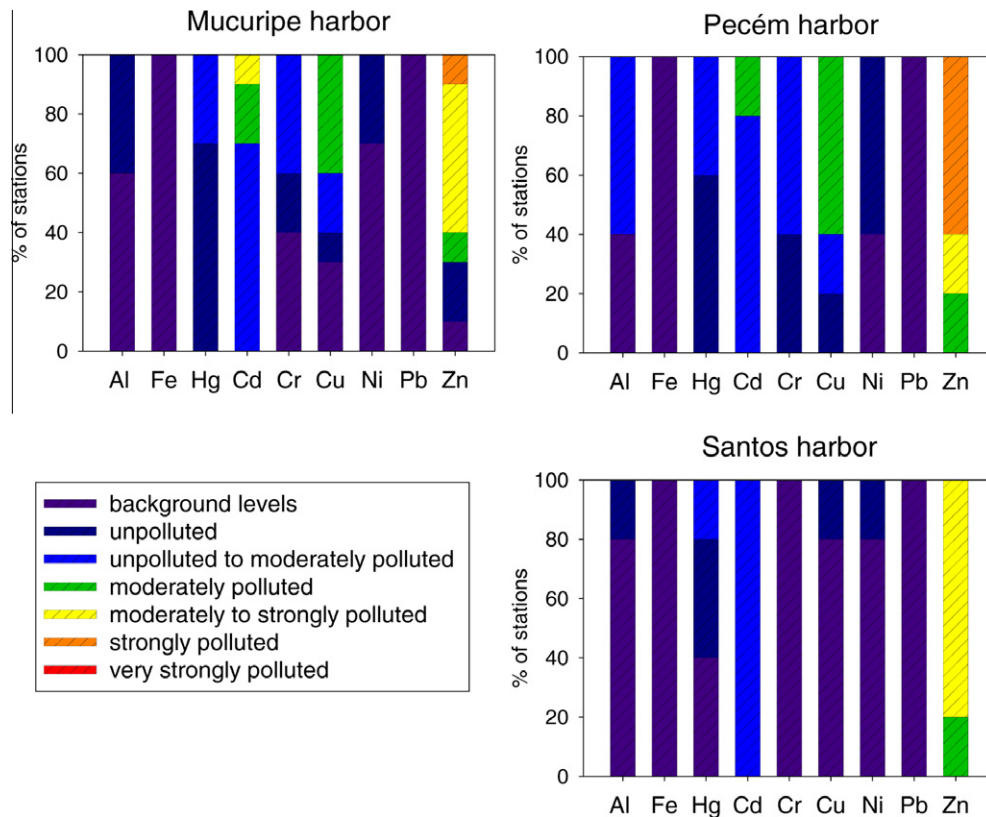 Mucuripe harbor
100
80
60
40
20
0
% of stations
Al Fe Hg Cd Cr Cu Ni Pb Zn
Pecém harbor
100
80
60
40
20
0
% of stations
Al Fe Hg Cd Cr Cu Ni Pb Zn
background levels
unpolluted
unpolluted to moderately polluted
moderately polluted
moderately to strongly polluted
strongly polluted
very strongly polluted
Santos harbor
100
80
60
40
20
0
% of stations
Al Fe Hg Cd Cr Cu Ni Pb Zn